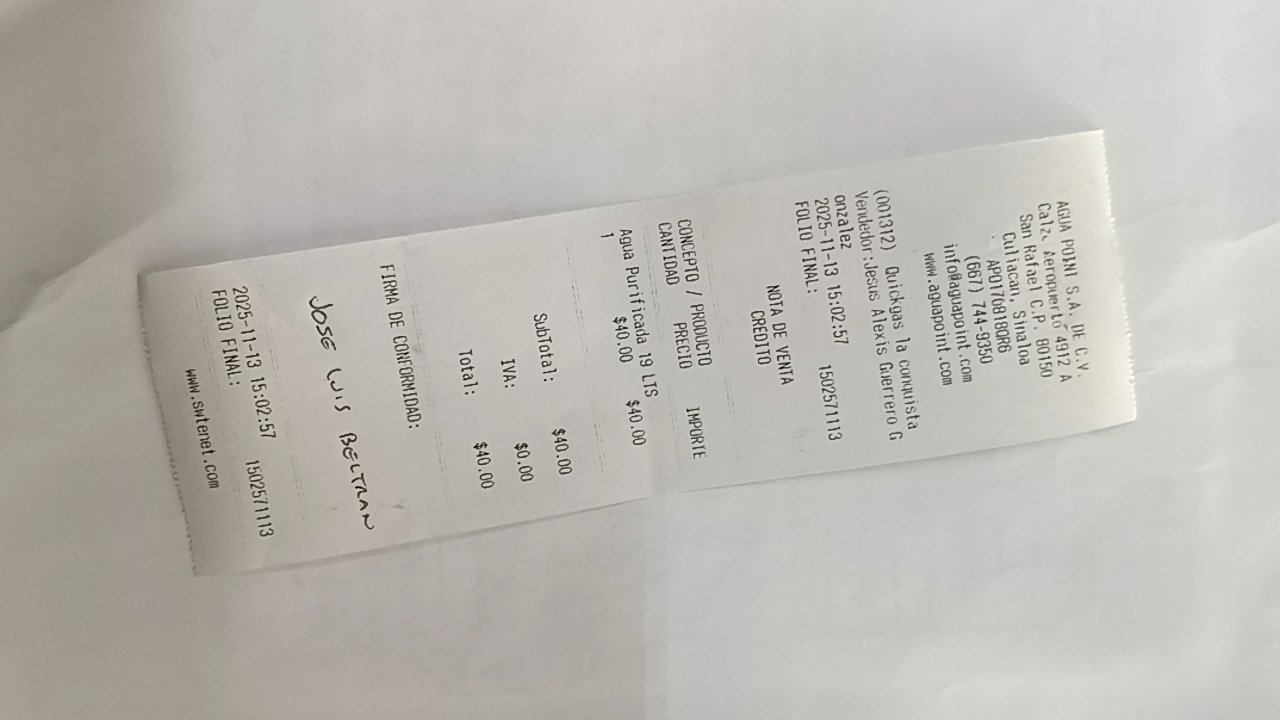 AGUA POINT S.A. DE C.V.
Calz. Aeropuerto 4912 A
San Rafael C.P. 80150
Culiacan, Sinaloa
APO170818QR6
(667) 744-9350
info@aguapoint.com
www.aguapoint.com
(001312) Quickgas la conquista
Vendedor:Jesus Alexis Guerrero G
onzalez
2025-11-13 15:02:57
FOLIO FINAL: 1502571113
NOTA DE VENTA
CREDITO
CONCEPTO / PRODUCTO
CANTIDAD PRECIO IMPORTE
Agua Purificada 19 LTS
1 $40.00 $40.00
SubTotal: $40.00
IVA: $0.00
Total: $40.00
FIRMA DE CONFORMIDAD:
JOSE LUIS BELTRAN
2025-11-13 15:02:57
FOLIO FINAL: 1502571113
www.swtenet.com